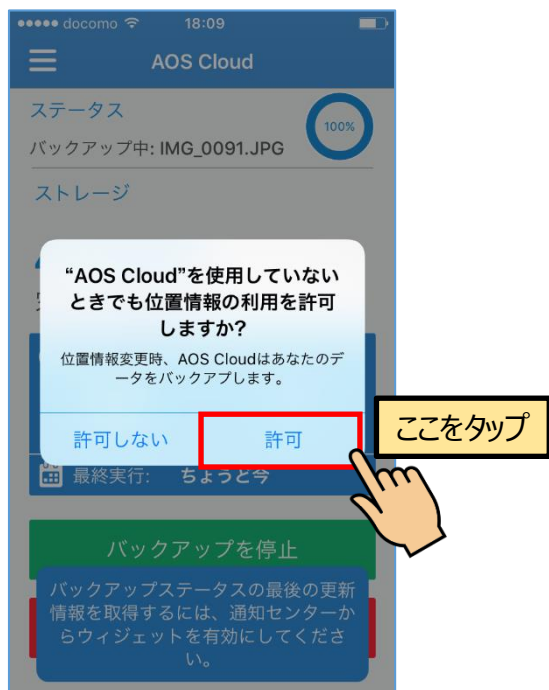 docomo 18:09
AOS Cloud
ステータス
100%
バックアップ中: IMG_0091.JPG
ストレージ
“AOS Cloud”を使用していない
ときでも位置情報の利用を許可
しますか?
位置情報変更時、AOS Cloudはあなたのデ
ータをバックアプします。
許可しない 許可
ここをタップ
最終実行: ちょうど今
バックアップを停止
バックアップステータスの最後の更新
情報を取得するには、通知センターか
らウィジェットを有効にしてくださ
い。